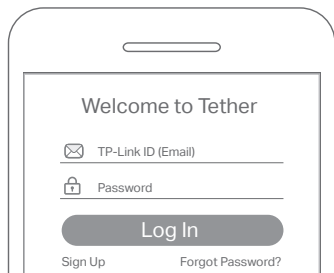 Welcome to Tether
TP-Link ID (Email)
Password
Log In
Sign Up Forgot Password?